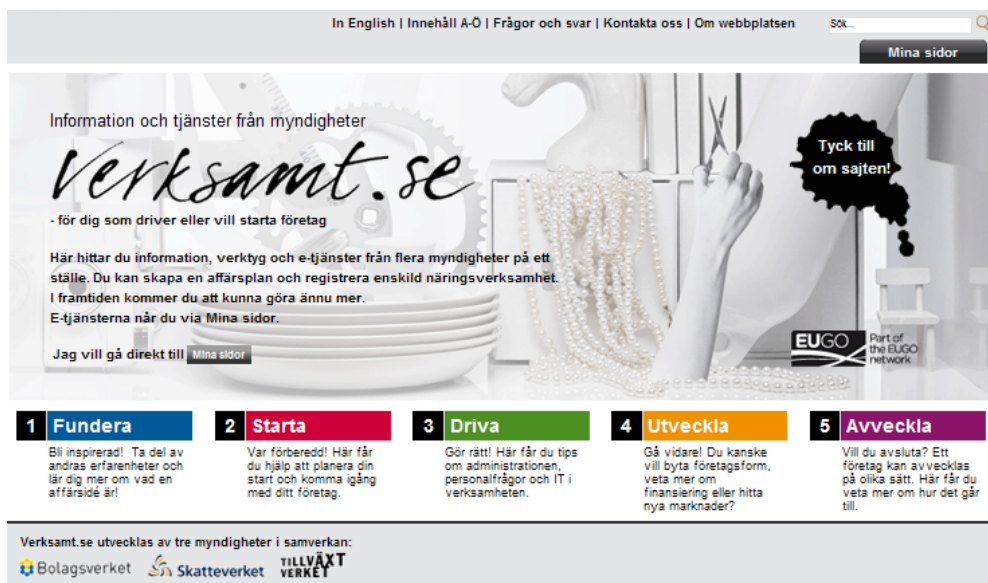 In English | Innehåll A-Ö | Frågor och svar | Kontakta oss | Om webbplatsen
Sök...
Mina sidor
Information och tjänster från myndigheter
Verksamt.se
- för dig som driver eller vill starta företag
Tyck till
om sajten!
Här hittar du information, verktyg och e-tjänster från flera myndigheter på ett
ställe. Du kan skapa en affärsplan och registrera enskild näringsverksamhet.
I framtiden kommer du att kunna göra ännu mer.
E-tjänsterna når du via Mina sidor.
Jag vill gå direkt till Mina sidor
EUGO
Part of
the EUGO
network
1 Fundera
Bli inspirerad! Ta del av
andras erfarenheter och
lär dig mer om vad en
affärsidé är!
2 Starta
Var förberedd! Här får
du hjälp att planera din
start och komma igång
med ditt företag.
3 Driva
Gör rätt! Här får du tips
om administrationen,
personalfrågor och IT i
verksamheten.
4 Utveckla
Gå vidare! Du kanske
vill byta företagsform,
veta mer om
finansiering eller hitta
nya marknader?
5 Avveckla
Vill du avsluta? Ett
företag kan avvecklas
på olika sätt. Här får du
veta mer om hur det går
till.
Verksamt.se utvecklas av tre myndigheter i samverkan:
Bolagsverket
Skatteverket
TILLVÄXT
VERKET